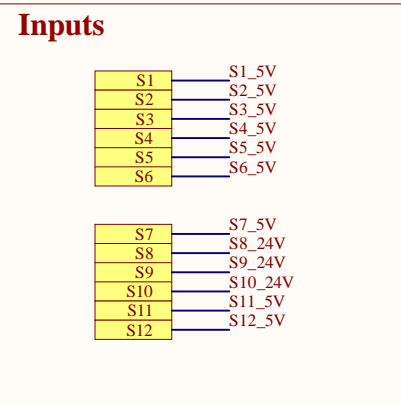 Inputs
S1 S1_5V
S2 S2_5V
S3 S3_5V
S4 S4_5V
S5 S5_5V
S6 S6_5V
S7 S7_5V
S8 S8_24V
S9 S9_24V
S10 S10_24V
S11 S11_5V
S12 S12_5V